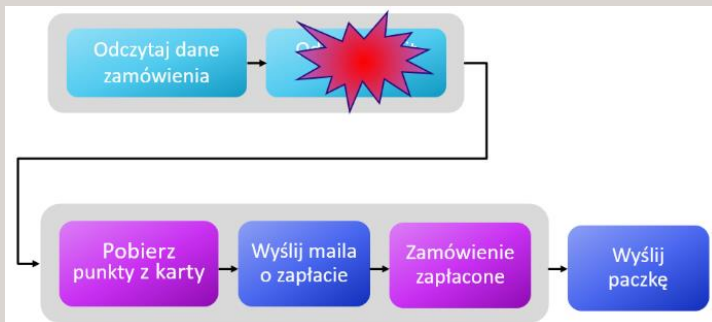 Odczytaj dane
zamówienia
Pobierz
punkty z karty
Wyślij maila
o zapłacie
Zamówienie
zapłacone
Wyślij
paczkę